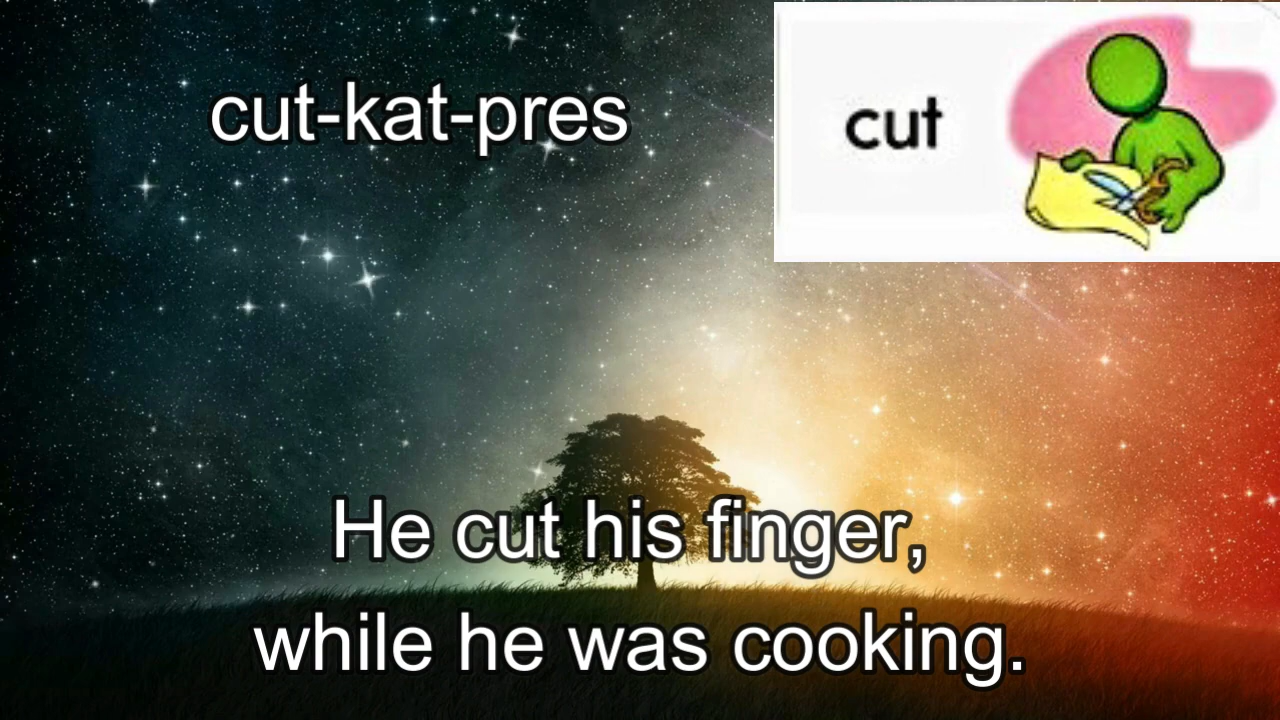 cut-kat-pres
cut
He cut his finger,
while he was cooking.